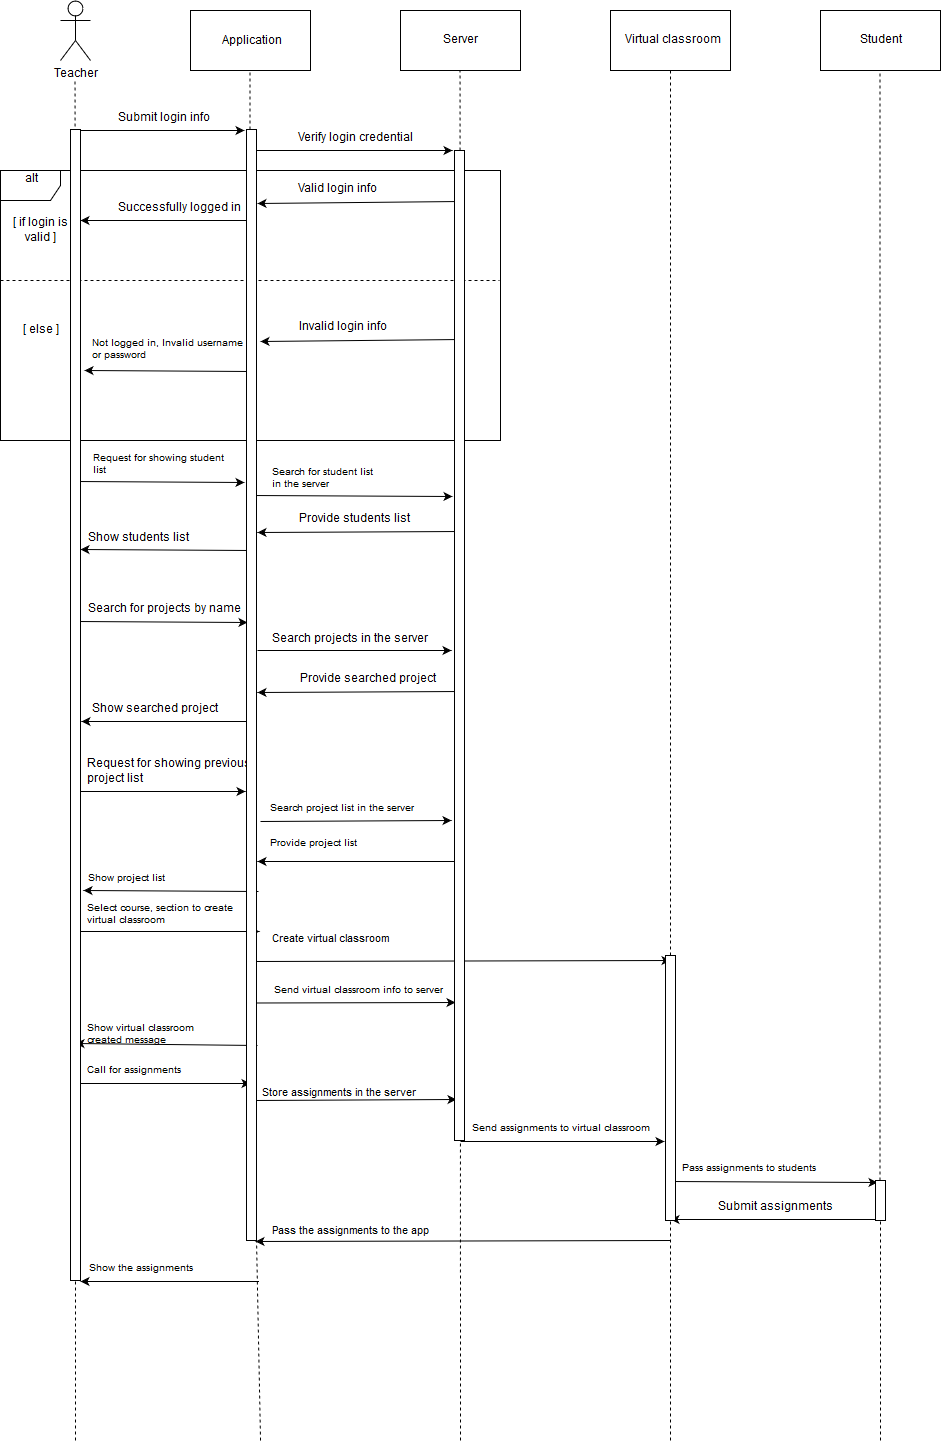 Teacher
Application
Server
Virtual classroom
Student
Submit login info
Verify login credential
alt
Valid login info
Successfully logged in
[ if login is
valid ]
Invalid login info
[ else ]
Not logged in, Invalid username
or password
Request for showing student
list
Search for student list
in the server
Provide students list
Show students list
Search for projects by name
Search projects in the server
Provide searched project
Show searched project
Request for showing previous
project list
Search project list in the server
Provide project list
Show project list
Select course, section to create
virtual classroom
Create virtual classroom
Send virtual classroom info to server
Show virtual classroom
created message
Call for assignments
Store assignments in the server
Send assignments to virtual classroom
Pass assignments to students
Submit assignments
Pass the assignments to the app
Show the assignments